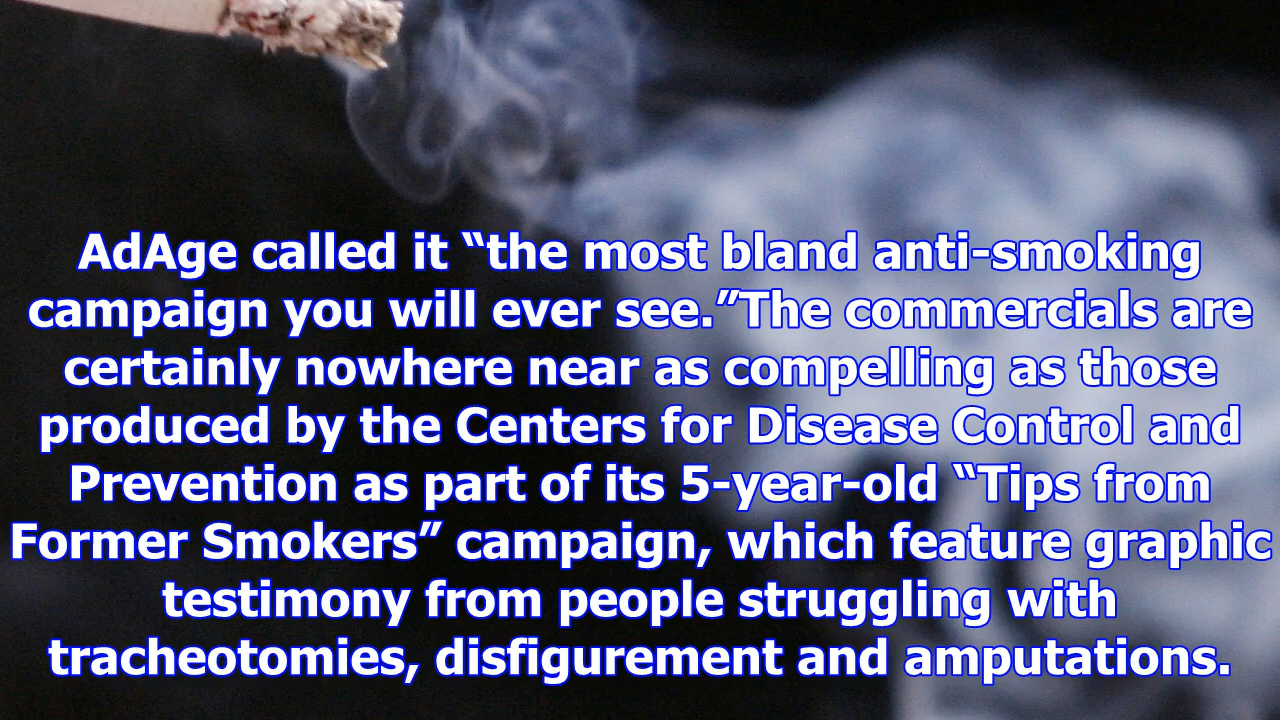 AdAge called it “the most bland anti-smoking
campaign you will ever see.”The commercials are
certainly nowhere near as compelling as those
produced by the Centers for Disease Control and
Prevention as part of its 5-year-old “Tips from
Former Smokers” campaign, which feature graphic
testimony from people struggling with
tracheotomies, disfigurement and amputations.